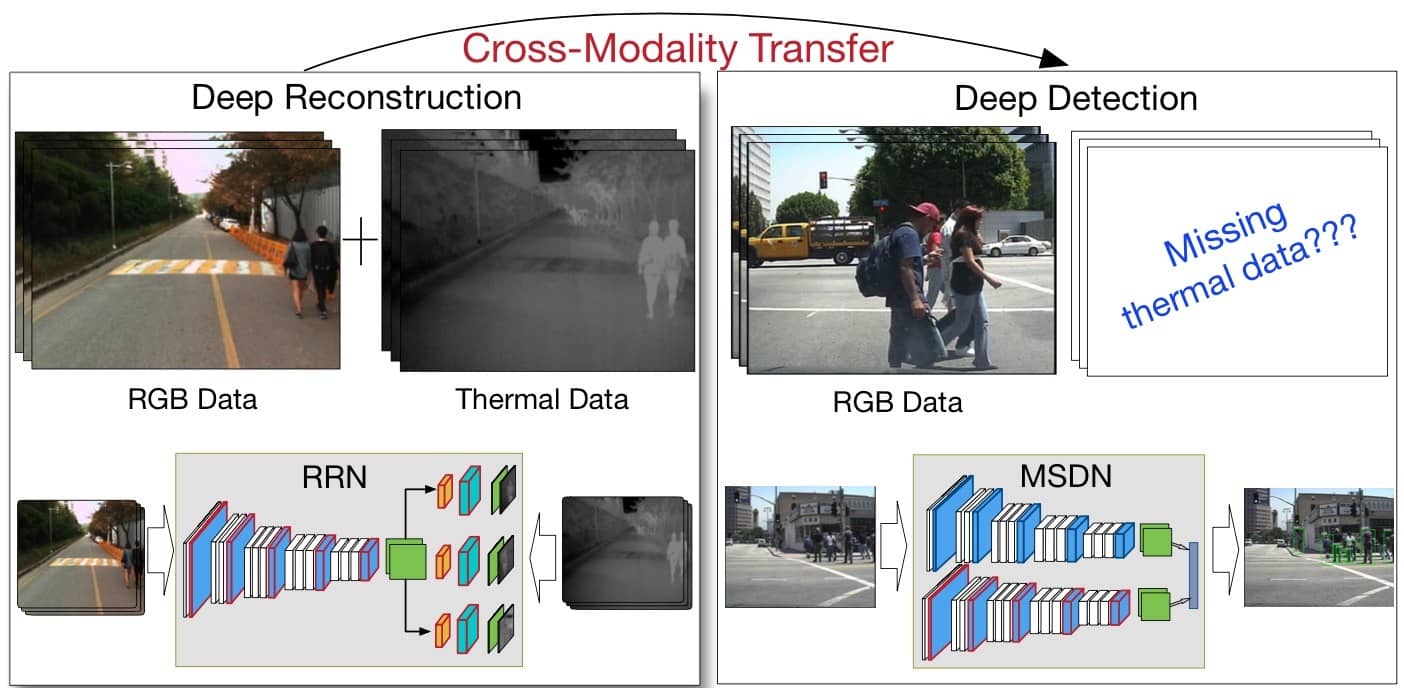 Cross-Modality Transfer
Deep Reconstruction
RGB Data
Thermal Data
RRN
Deep Detection
Missing
thermal data???
RGB Data
MSDN